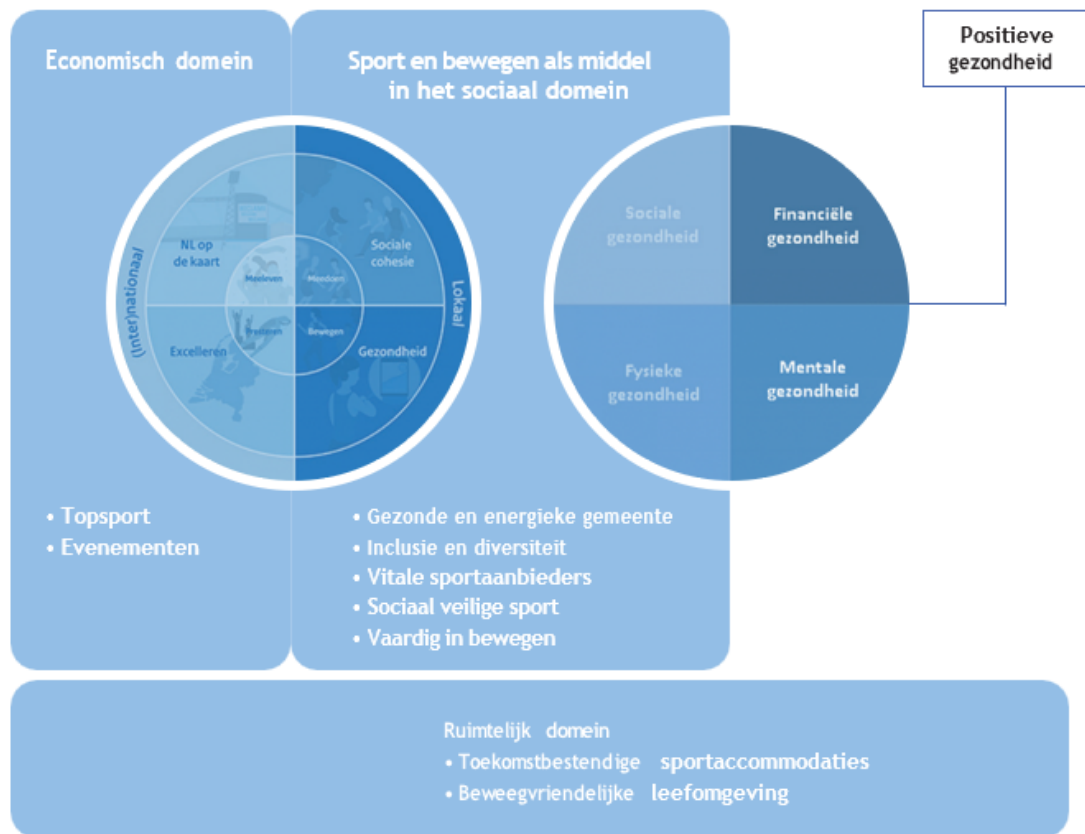 Economisch domein
Sport en bewegen als middel
in het sociaal domein
Positieve
gezondheid
(Inter)nationaal
NL op
de kaart
Meeleven
Meedoen
Sociale
cohesie
Lokaal
Excelleren
Presteren
Bewegen
Gezondheid
Sociale
gezondheid
Financiële
gezondheid
Fysieke
gezondheid
Mentale
gezondheid
• Topsport
• Evenementen
• Gezonde en energieke gemeente
• Inclusie en diversiteit
• Vitale sportaanbieders
• Sociaal veilige sport
• Vaardig in bewegen
Ruimtelijk domein
• Toekomstbestendige sportaccommodaties
• Beweegvriendelijke leefomgeving